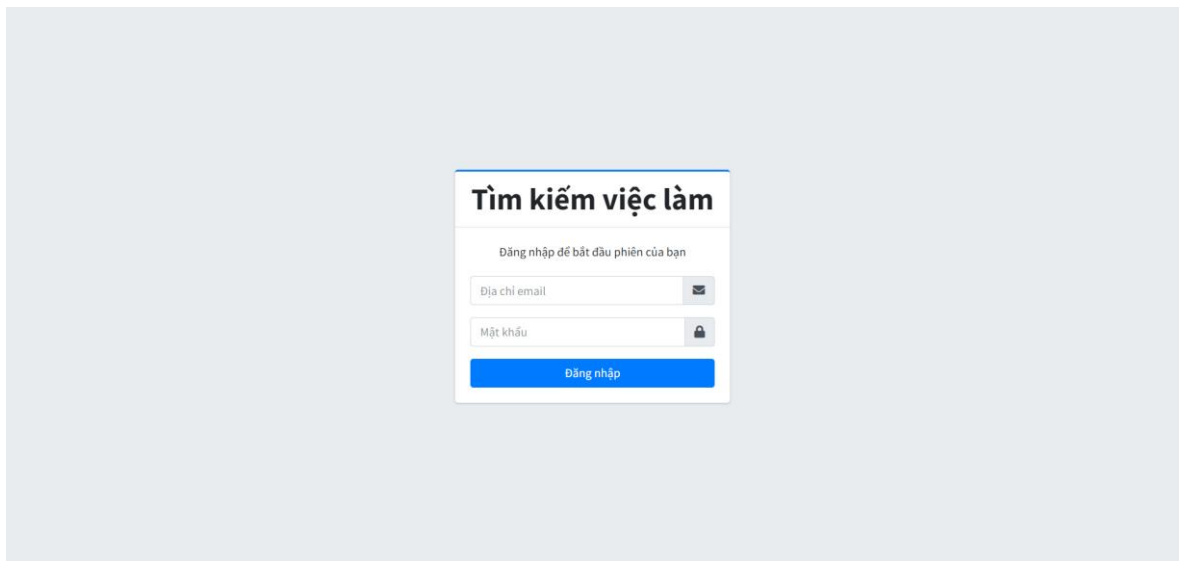 Tìm kiếm việc làm
Đăng nhập để bắt đầu phiên của bạn
Địa chỉ email
Mật khẩu
Đăng nhập